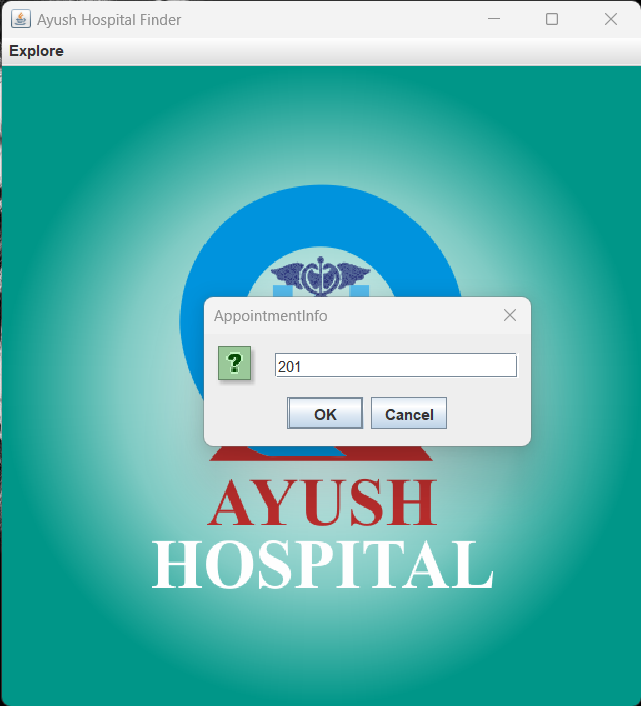 Ayush Hospital Finder
Explore
AppointmentInfo
?
201
OK
Cancel
AYUSH
HOSPITAL